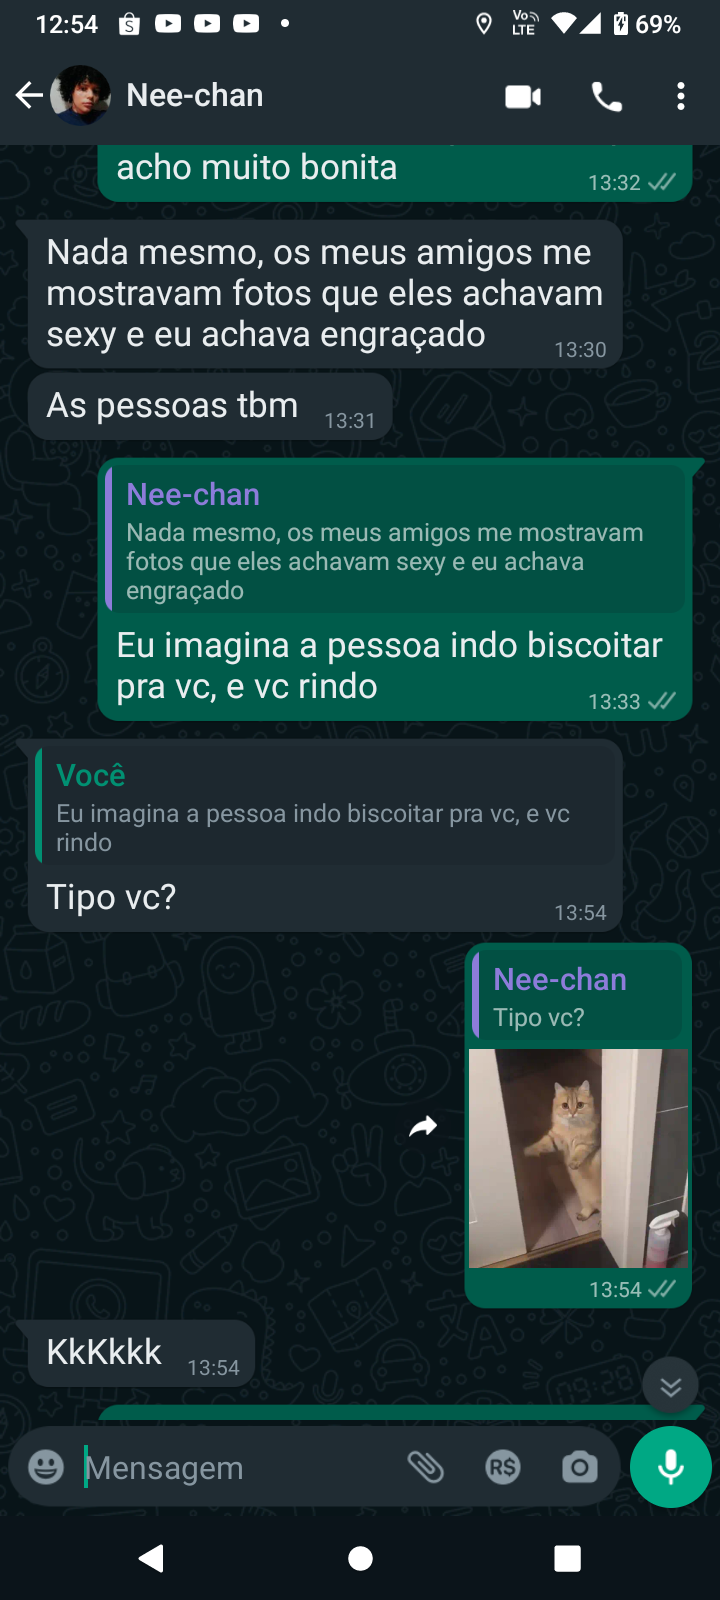 12:54
Vo LTE
69%
Nee-chan
acho muito bonita
13:32
Nada mesmo, os meus amigos me
mostravam fotos que eles achavam
sexy e eu achava engraçado
13:30
As pessoas tbm
13:31
Nee-chan
Nada mesmo, os meus amigos me mostravam
fotos que eles achavam sexy e eu achava
engraçado
Eu imagina a pessoa indo biscoitar
pra vc, e vc rindo
13:33
Você
Eu imagina a pessoa indo biscoitar pra vc, e vc
rindo
Tipo vc?
13:54
Nee-chan
Tipo vc?
13:54
KkKkkk
13:54
Mensagem
R$